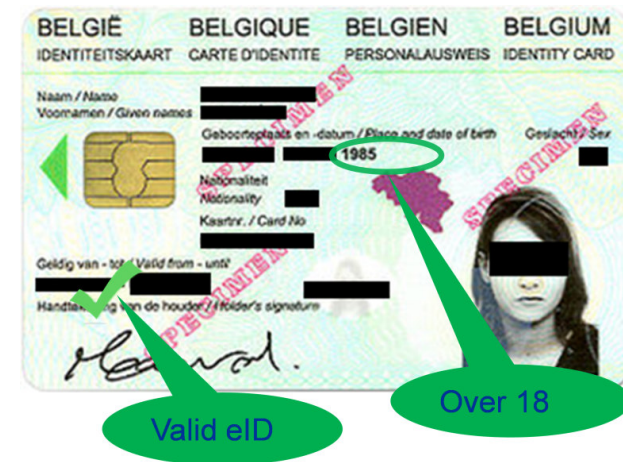 BELGIË BELGIQUE BELGIEN BELGIUM
IDENTITEITSKAART CARTE D'IDENTITE PERSONALAUSWEIS IDENTITY CARD
Naam / Name
Voornamen / Given names
Geboorteplaats en -datum / Place and date of birth Geslacht / Sex
1985
Nationaliteit
Nationality
Kaartnr. / Card No
Geldig van - tot / Valid from - until
Handtekening van de houder / Holder's signature
SPECIMEN
SPECIMEN
SPECIMEN
Over 18
Valid eID